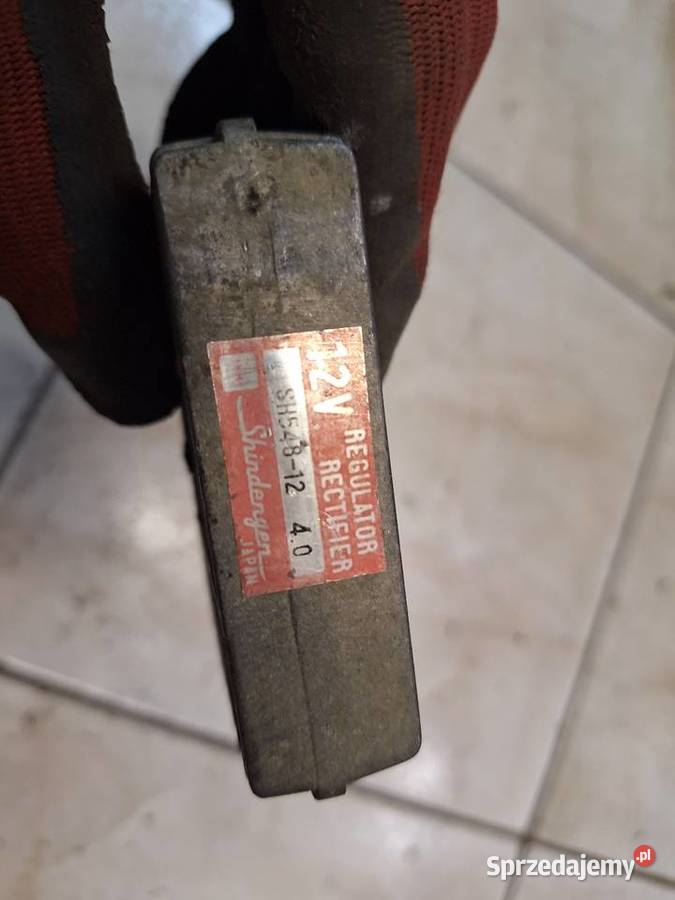 12V. REGULATOR
RECTIFIER
SH548-12 4.0
Shindengen
JAPAN
Sprzedajemy.pl